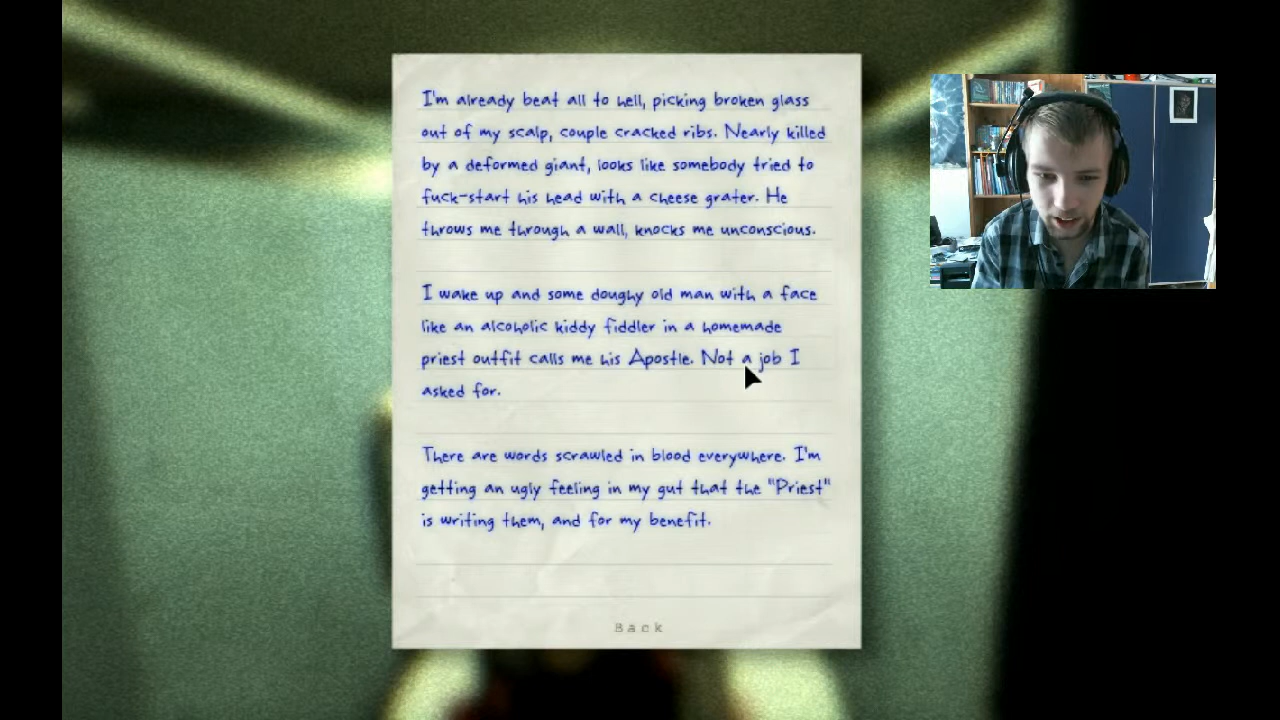 I'm already beat all to hell, picking broken glass
out of my scalp, couple cracked ribs. Nearly killed
by a deformed giant, looks like somebody tried to
fuck-start his head with a cheese grater. He
throws me through a wall, knocks me unconscious.
I wake up and some doughy old man with a face
like an alcoholic kiddy fiddler in a homemade
priest outfit calls me his Apostle. Not a job I
asked for.
There are words scrawled in blood everywhere. I'm
getting an ugly feeling in my gut that the "Priest"
is writing them, and for my benefit.
Back